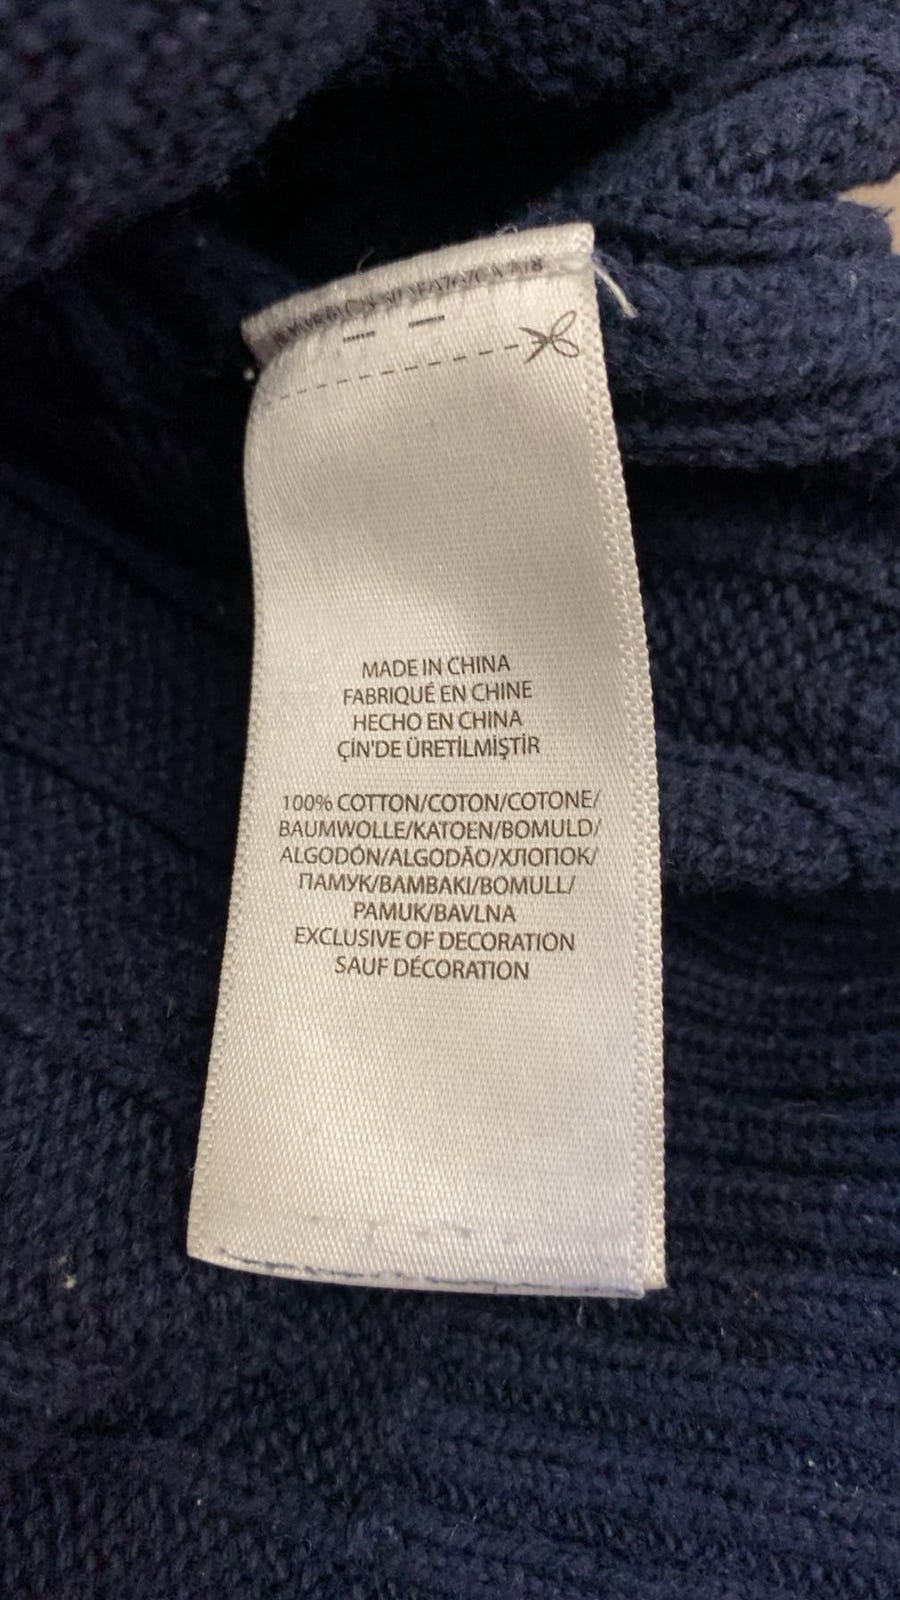 MADE IN CHINA
FABRIQUÉ EN CHINE
HECHO EN CHINA
ÇİN'DE ÜRETİLMİŞTİR
100% COTTON/COTON/COTONE/
BAUMWOLLE/KATOEN/BOMULD/
ALGODÓN/ALGODÃO/ХЛОПОК/
ПАМУК/BAMBAKI/BOMULL/
PAMUK/BAVLNA
EXCLUSIVE OF DECORATION
SAUF DÉCORATION